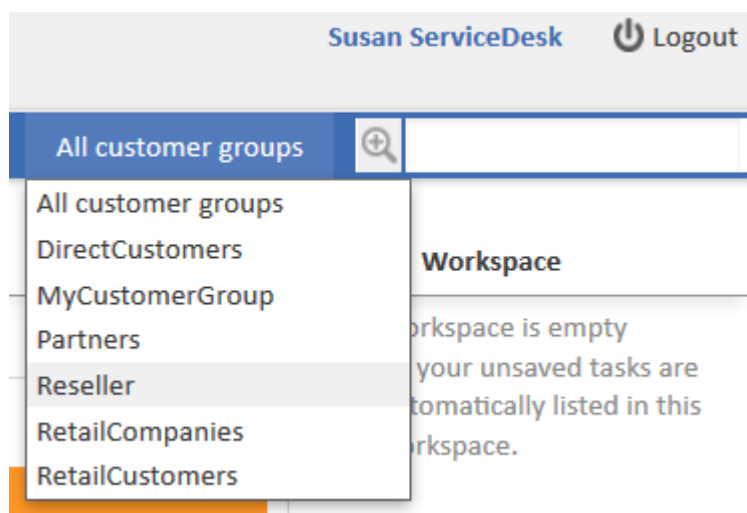 Susan ServiceDesk Logout
All customer groups
All customer groups
DirectCustomers
MyCustomerGroup
Partners
Reseller
RetailCompanies
RetailCustomers
Workspace
orkspace is empty
your unsaved tasks are
tomatically listed in this
rkspace.